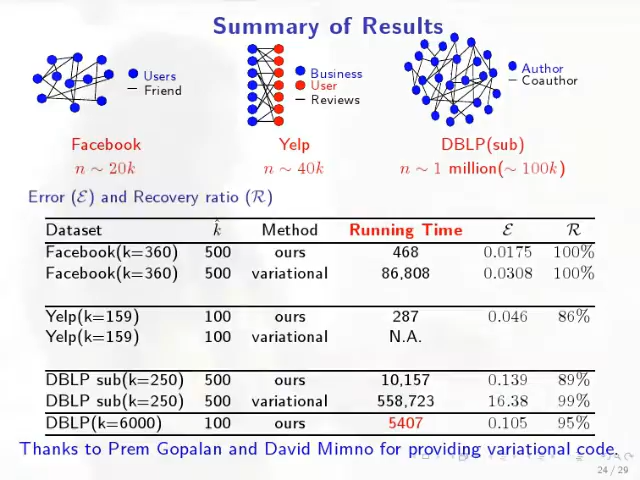 Summary of Results
Users
Friend
Business
User
Reviews
Author
Coauthor
Facebook
n ∼ 20k
Yelp
n ∼ 40k
DBLP(sub)
n ∼ 1 million(∼ 100k)
Error (ℰ) and Recovery ratio (ℛ)
Dataset k̂ Method Running Time ℰ ℛ
Facebook(k=360) 500 ours 468 0.0175 100%
Facebook(k=360) 500 variational 86,808 0.0308 100%
Yelp(k=159) 100 ours 287 0.046 86%
Yelp(k=159) 100 variational N.A.
DBLP sub(k=250) 500 ours 10,157 0.139 89%
DBLP sub(k=250) 500 variational 558,723 16.38 99%
DBLP(k=6000) 100 ours 5407 0.105 95%
Thanks to Prem Gopalan and David Mimno for providing variational code.
24 / 29